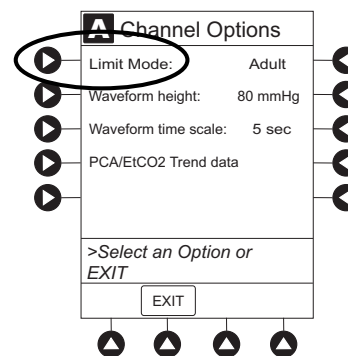 A Channel Options
Limit Mode: Adult
Waveform height: 80 mmHg
Waveform time scale: 5 sec
PCA/EtCO2 Trend data
>Select an Option or
EXIT
EXIT